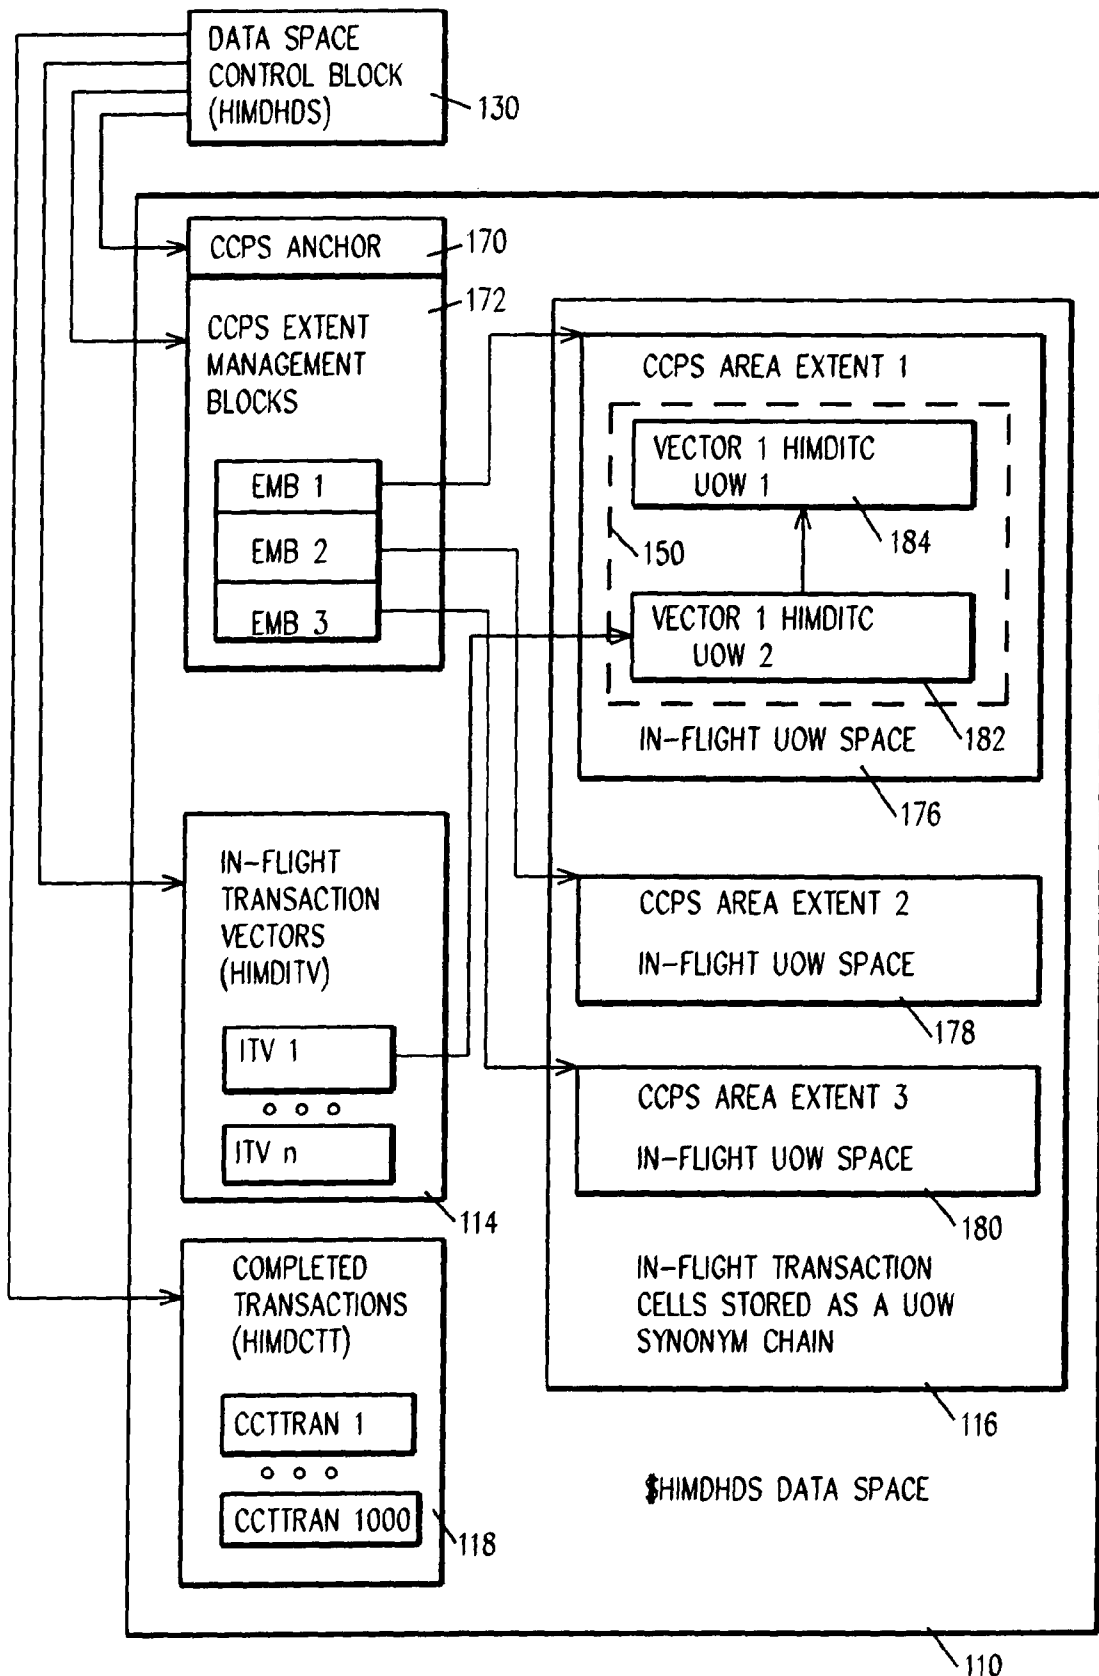 DATA SPACE
CONTROL BLOCK
(HIMDHDS)
130
CCPS ANCHOR
170
172
CCPS EXTENT
MANAGEMENT
BLOCKS
EMB 1
EMB 2
EMB 3
CCPS AREA EXTENT 1
VECTOR 1 HIMDITC
UOW 1
184
150
VECTOR 1 HIMDITC
UOW 2
182
IN-FLIGHT UOW SPACE
176
IN-FLIGHT
TRANSACTION
VECTORS
(HIMDITV)
ITV 1
ITV n
114
CCPS AREA EXTENT 2
IN-FLIGHT UOW SPACE
178
CCPS AREA EXTENT 3
IN-FLIGHT UOW SPACE
180
IN-FLIGHT TRANSACTION
CELLS STORED AS A UOW
SYNONYM CHAIN
116
COMPLETED
TRANSACTIONS
(HIMDCTT)
CCTTRAN 1
CCTTRAN 1000
118
$HIMDHDS DATA SPACE
110